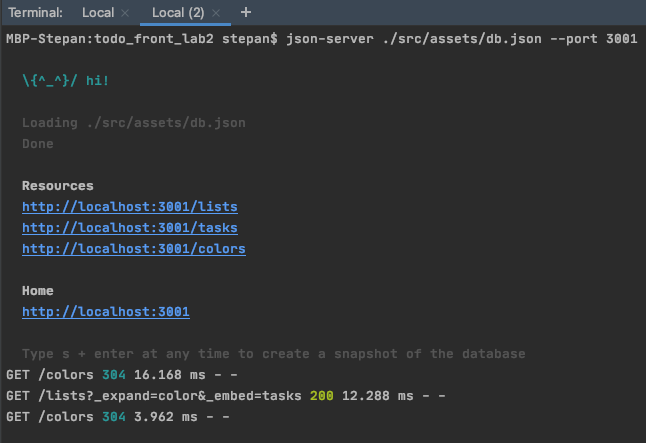 Terminal: Local × Local (2) × +
MBP-Stepan:todo_front_lab2 stepan$ json-server ./src/assets/db.json --port 3001
\{^_^}/ hi!
Loading ./src/assets/db.json
Done
Resources
http://localhost:3001/lists
http://localhost:3001/tasks
http://localhost:3001/colors
Home
http://localhost:3001
Type s + enter at any time to create a snapshot of the database
GET /colors 304 16.168 ms - -
GET /lists?_expand=color&_embed=tasks 200 12.288 ms - -
GET /colors 304 3.962 ms - -